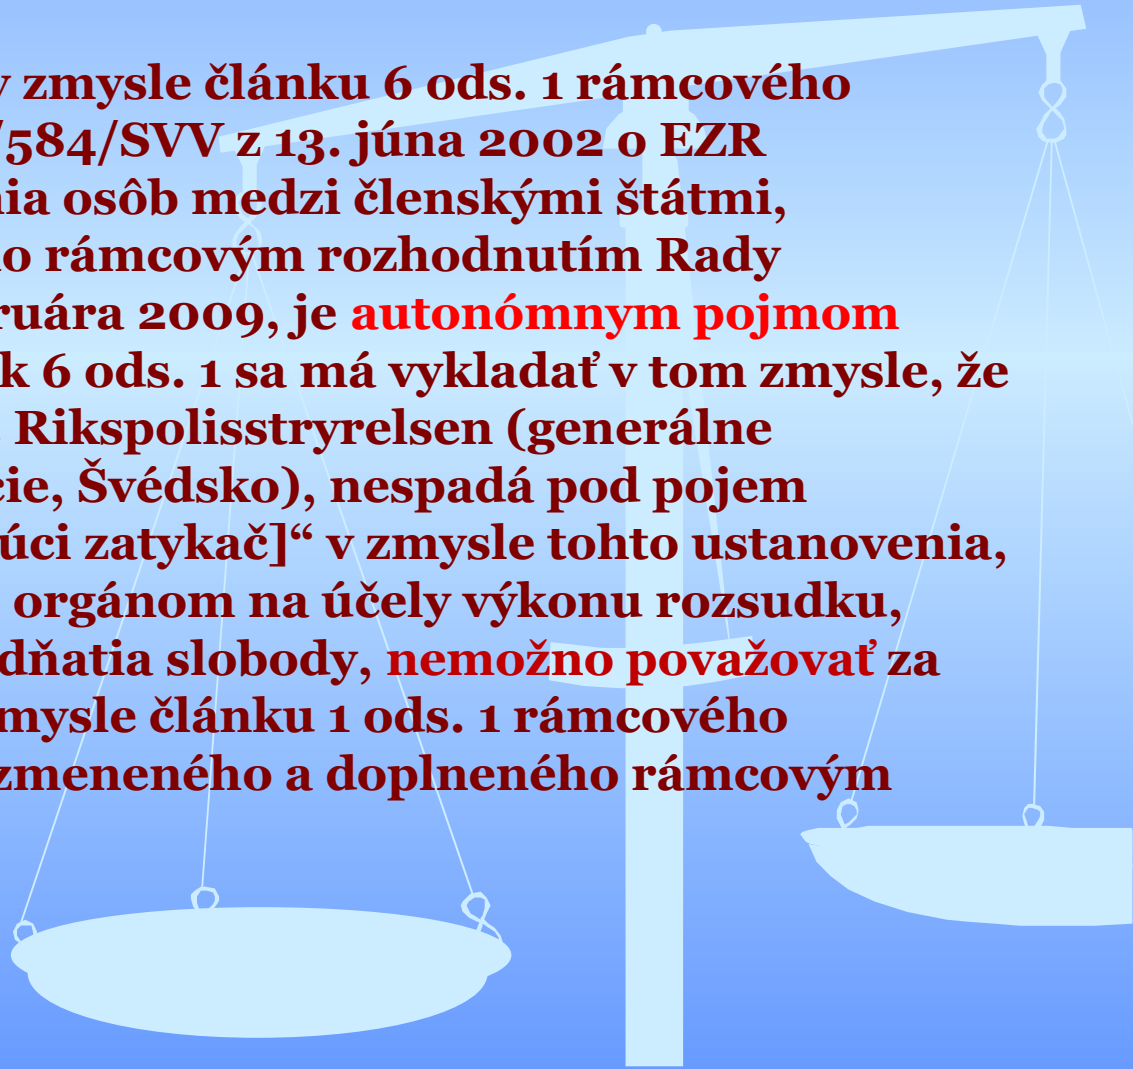 v zmysle článku 6 ods. 1 rámcového
/584/SVV z 13. júna 2002 o EZR
nia osôb medzi členskými štátmi,
o rámcovým rozhodnutím Rady
ruára 2009, je autonómnym pojmom
k 6 ods. 1 sa má vykladať v tom zmysle, že
Rikspolisstryrelsen (generálne
cie, Švédsko), nespadá pod pojem
úci zatykač]“ v zmysle tohto ustanovenia,
orgánom na účely výkonu rozsudku,
dňatia slobody, nemožno považovať za
mysle článku 1 ods. 1 rámcového
zmeneného a doplneného rámcovým